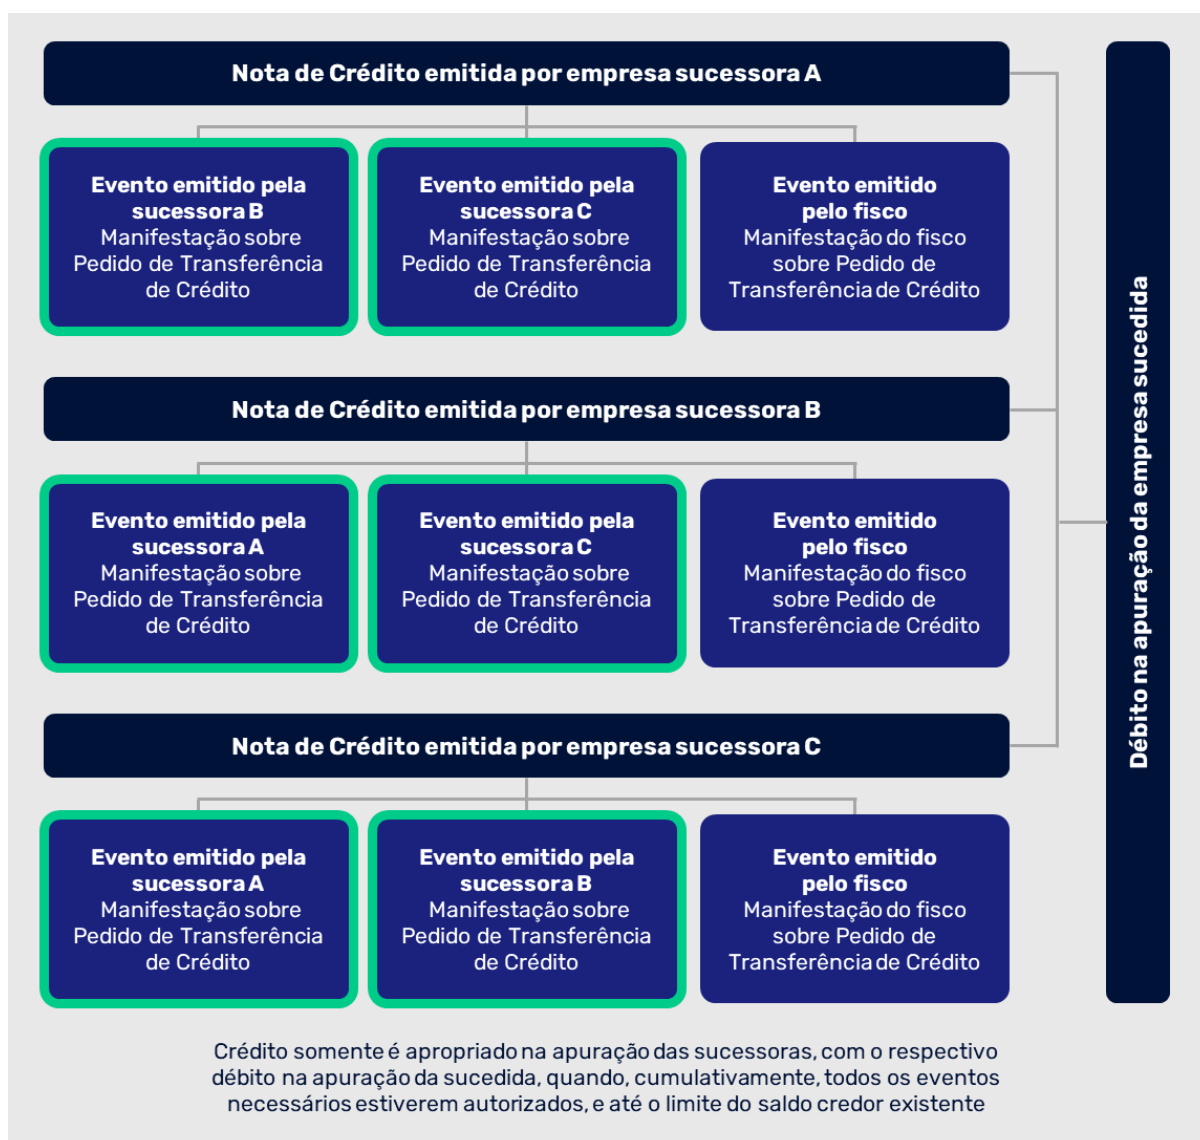 Nota de Crédito emitida por empresa sucessora A
Evento emitido pela
sucessora B
Manifestação sobre
Pedido de Transferência
de Crédito
Evento emitido pela
sucessora C
Manifestação sobre
Pedido de Transferência
de Crédito
Evento emitido
pelo fisco
Manifestação do fisco
sobre Pedido de
Transferência de Crédito
Nota de Crédito emitida por empresa sucessora B
Evento emitido pela
sucessora A
Manifestação sobre
Pedido de Transferência
de Crédito
Evento emitido pela
sucessora C
Manifestação sobre
Pedido de Transferência
de Crédito
Evento emitido
pelo fisco
Manifestação do fisco
sobre Pedido de
Transferência de Crédito
Nota de Crédito emitida por empresa sucessora C
Evento emitido pela
sucessora A
Manifestação sobre
Pedido de Transferência
de Crédito
Evento emitido pela
sucessora B
Manifestação sobre
Pedido de Transferência
de Crédito
Evento emitido
pelo fisco
Manifestação do fisco
sobre Pedido de
Transferência de Crédito
Débito na apuração da empresa sucedida
Crédito somente é apropriado na apuração das sucessoras, com o respectivo
débito na apuração da sucedida, quando, cumulativamente, todos os eventos
necessários estiverem autorizados, e até o limite do saldo credor existente